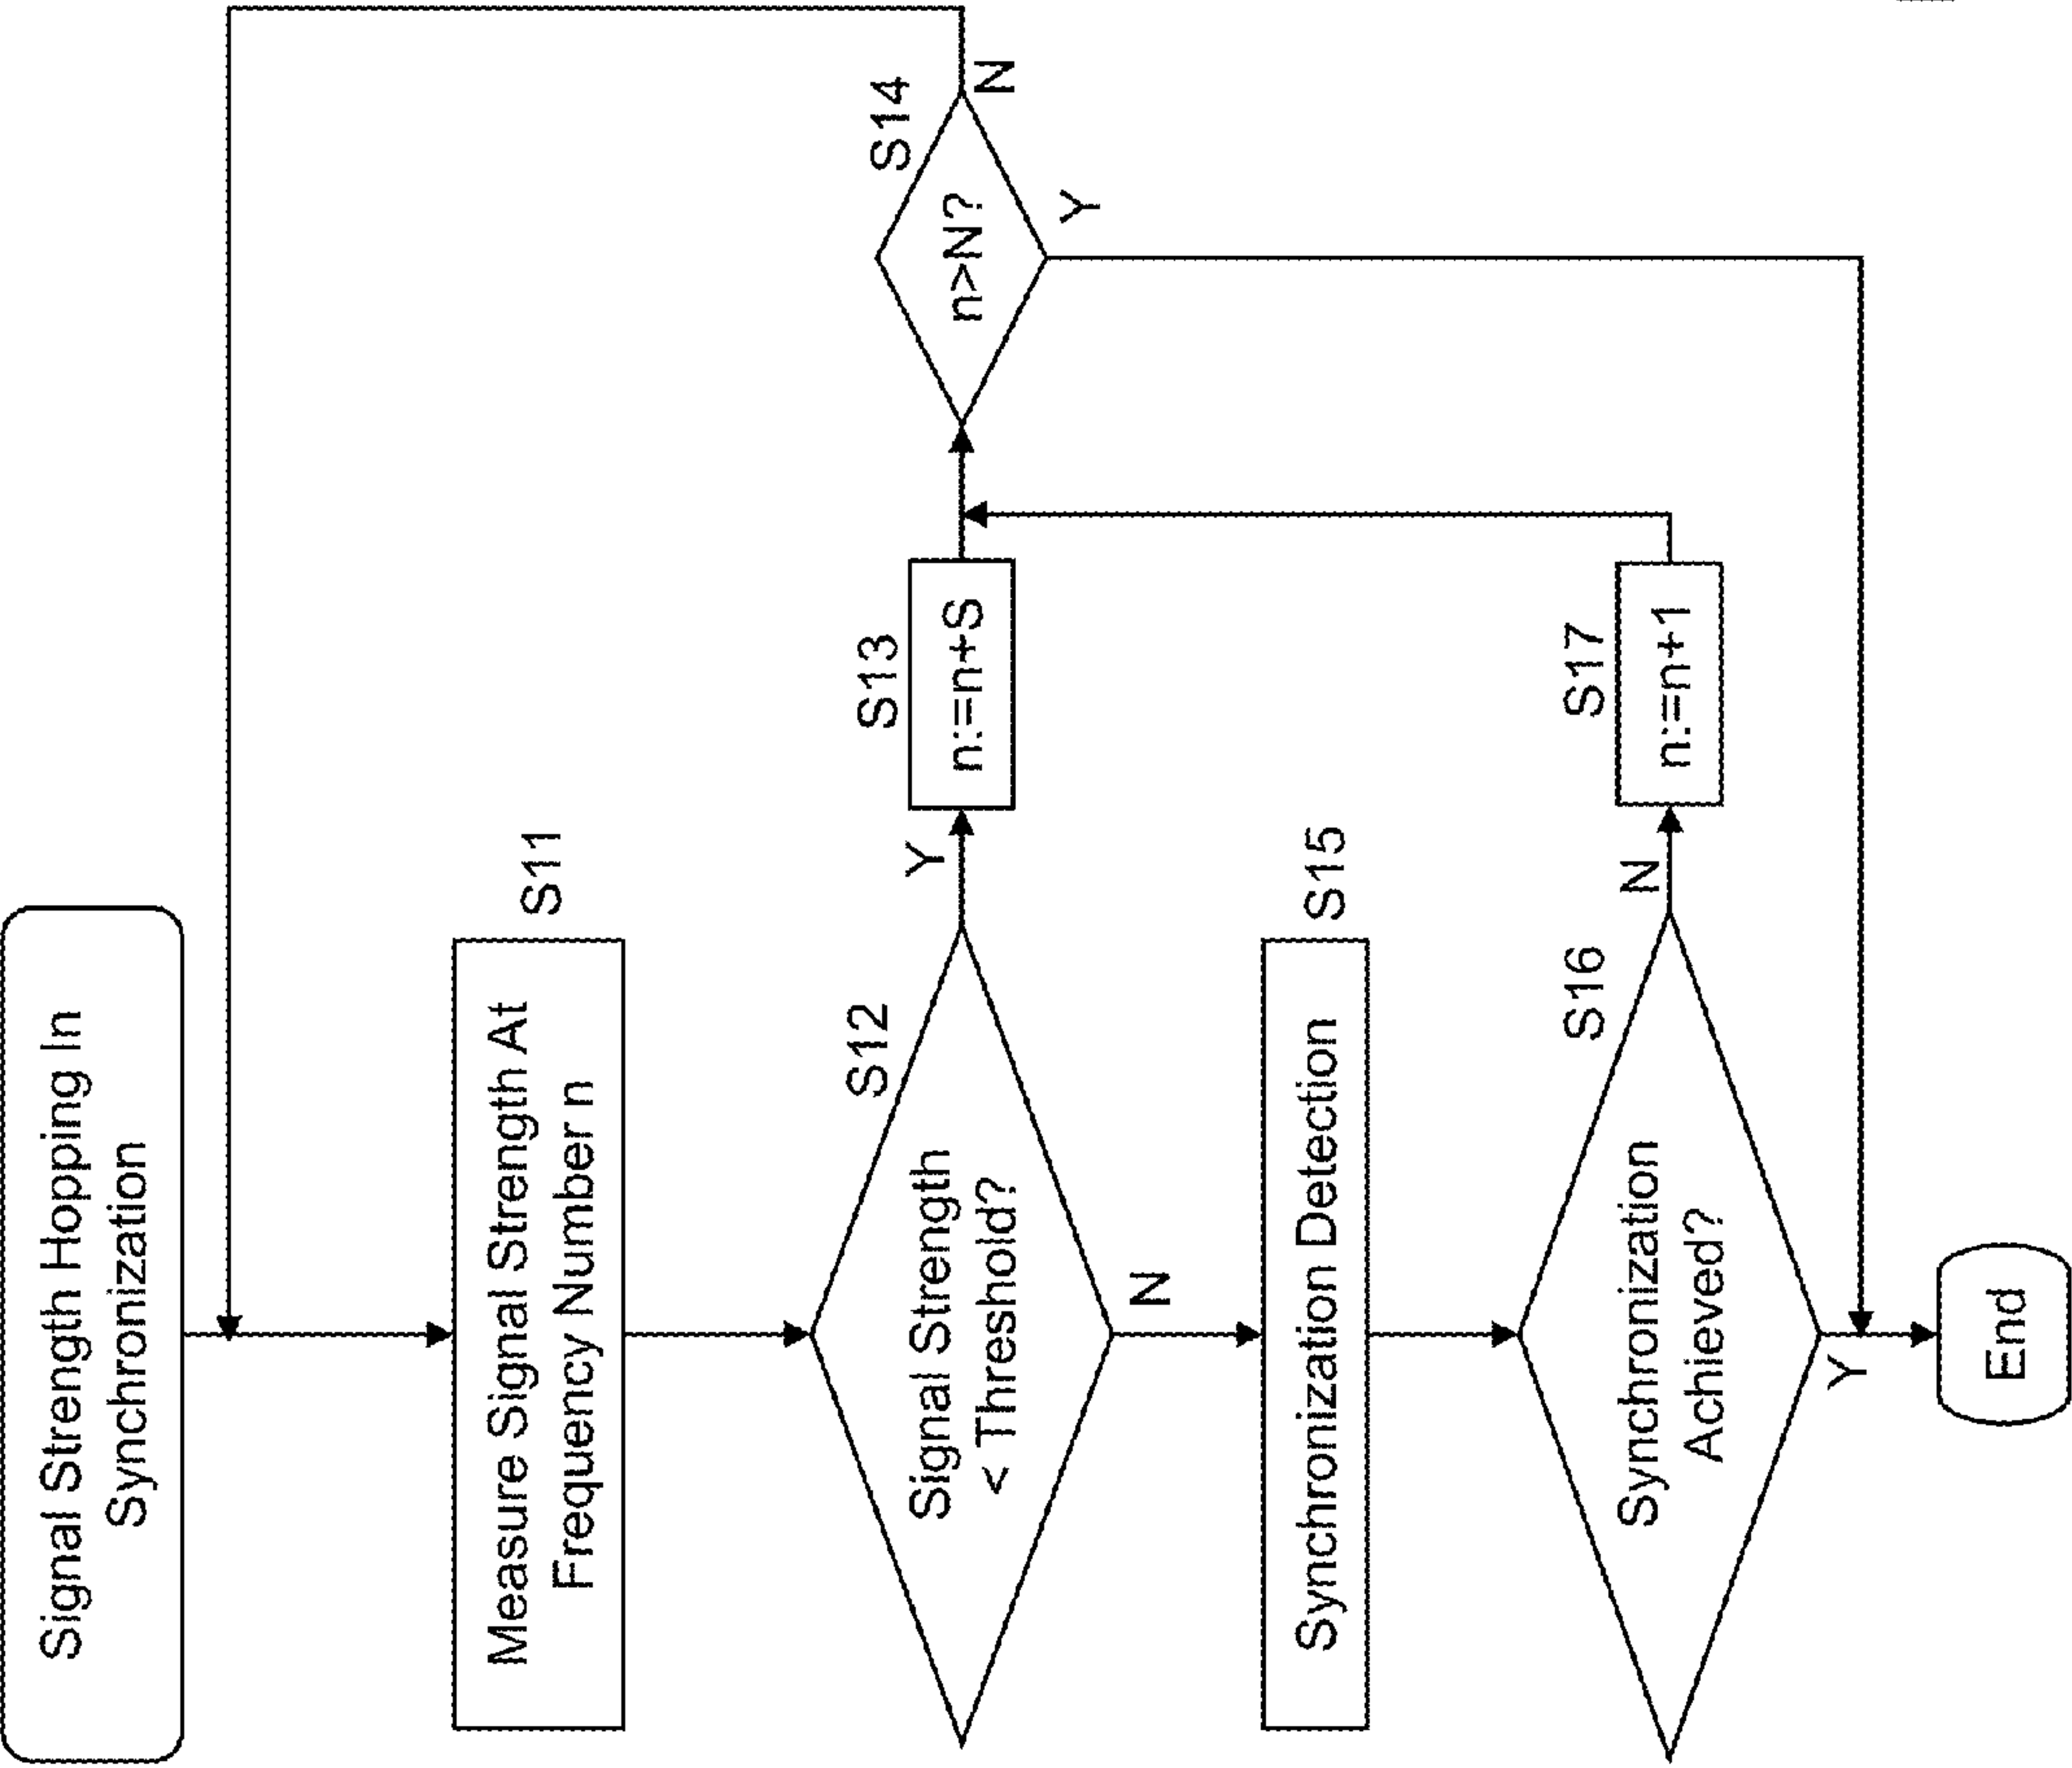 Signal Strength Hopping In
Synchronization
S11
Measure Signal Strength At
Frequency Number n
S12
Signal Strength
< Threshold?
Y
N
S13
n:=n+S
S14
n>N?
N
Y
S15
Synchronization Detection
S16
Synchronization
Achieved?
N
Y
S17
n:=n+1
End